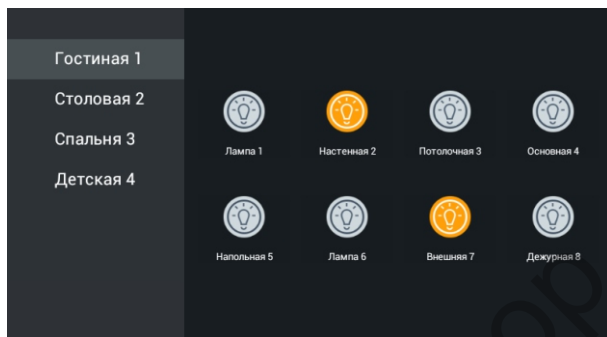 Гостиная 1
Столовая 2
Спальня 3
Детская 4
Лампа 1
Настенная 2
Потолочная 3
Основная 4
Напольная 5
Лампа 6
Внешняя 7
Дежурная 8